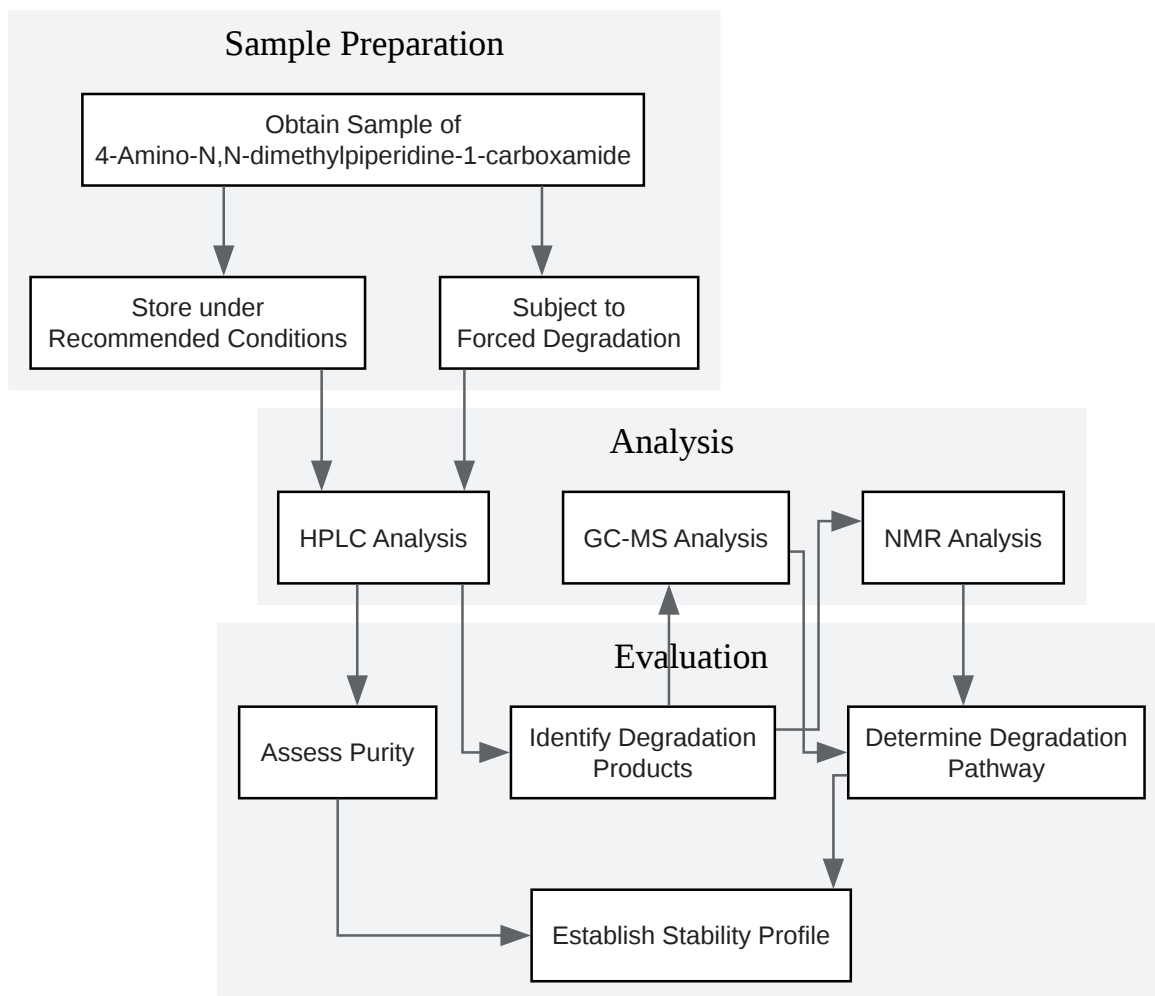 Sample Preparation
Obtain Sample of
4-Amino-N,N-dimethylpiperidine-1-carboxamide
Store under
Recommended Conditions
Subject to
Forced Degradation
Analysis
HPLC Analysis
GC-MS Analysis
NMR Analysis
Evaluation
Assess Purity
Identify Degradation
Products
Determine Degradation
Pathway
Establish Stability Profile